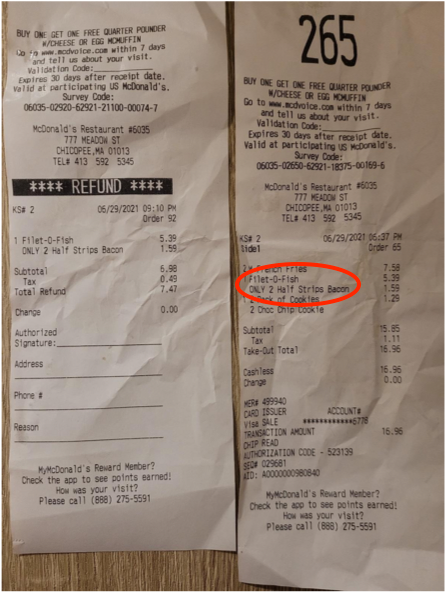 BUY ONE GET ONE FREE QUARTER POUNDER
W/CHEESE OR EGG MCMUFFIN
Go to www.mcdvoice.com within 7 days
and tell us about your visit.
Validation Code:
Expires 30 days after receipt date.
Valid at participating US McDonald's.
Survey Code:
06035-02920-62921-21100-00074-7
McDonald's Restaurant #6035
777 MEADOW ST
CHICOPEE,MA 01013
TEL# 413 592 5345
**** REFUND ****
KS# 2 06/29/2021 09:10 PM
Order 92
1 Filet-O-Fish 5.39
ONLY 2 Half Strips Bacon 1.59
Subtotal 6.98
Tax 0.49
Total Refund 7.47
Change 0.00
Authorized
Signature:
Address
Phone #
Reason
MyMcDonald's Reward Member?
Check the app to see points earned!
How was your visit?
Please call (888) 275-5591
265
BUY ONE GET ONE FREE QUARTER POUNDER
W/CHEESE OR EGG MCMUFFIN
Go to www.mcdvoice.com within 7 days
and tell us about your visit.
Validation Code:
Expires 30 days after receipt date.
Valid at participating US McDonald's.
Survey Code:
06035-02650-62921-18375-00169-6
McDonald's Restaurant #6035
777 MEADOW ST
CHICOPEE,MA 01013
TEL# 413 592 5345
KS# 2 06/29/2021 06:37 PM
Side1 Order 65
2 French Fries 7.58
Filet-O-Fish 5.39
ONLY 2 Half Strips Bacon 1.59
Pack of Cookies 1.29
2 Choc Chip Cookie
Subtotal 15.85
Tax 1.11
Take-Out Total 16.96
Cashless 16.96
Change 0.00
MER# 499940
CARD ISSUER ACCOUNT#
Visa SALE ************6776
TRANSACTION AMOUNT 16.96
CHIP READ
AUTHORIZATION CODE - 523139
SEQ# 029681
AID: A0000000980840
MyMcDonald's Reward Member?
Check the app to see points earned!
How was your visit?
Please call (888) 275-5591